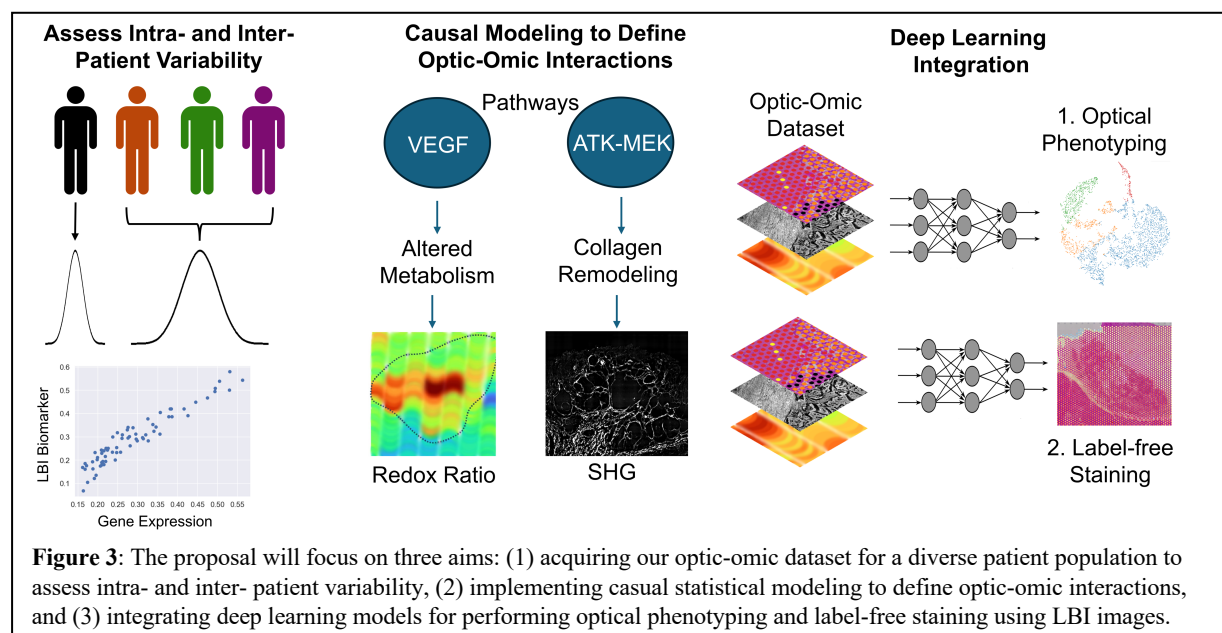 Assess Intra- and Inter-
Patient Variability
LBI Biomarker
0.6
0.5
0.4
0.3
0.2
0.1
0.15 0.20 0.25 0.30 0.35 0.40 0.45 0.50 0.55
Gene Expression
Causal Modeling to Define
Optic-Omic Interactions
Pathways
VEGF
ATK-MEK
Altered
Metabolism
Collagen
Remodeling
Redox Ratio
SHG
Deep Learning
Integration
Optic-Omic
Dataset
1. Optical
Phenotyping
2. Label-free
Staining
Figure 3: The proposal will focus on three aims: (1) acquiring our optic-omic dataset for a diverse patient population to
assess intra- and inter- patient variability, (2) implementing casual statistical modeling to define optic-omic interactions,
and (3) integrating deep learning models for performing optical phenotyping and label-free staining using LBI images.